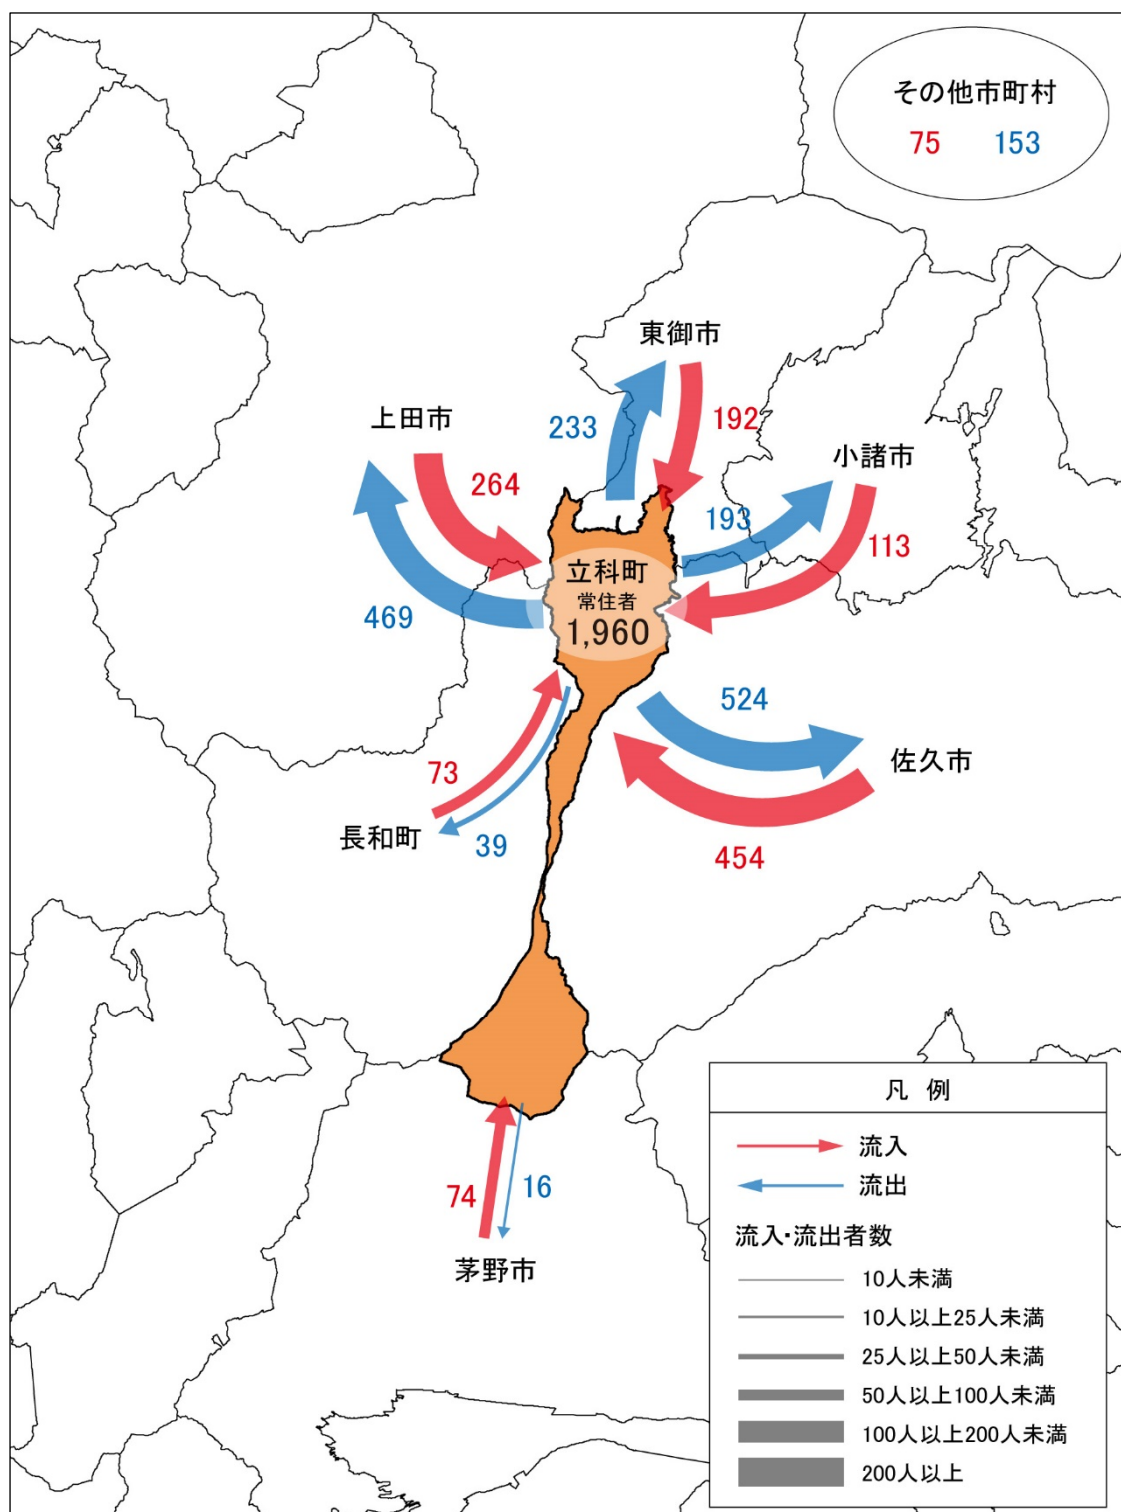 その他市町村
75 153
東御市
233
192
上田市
264
469
小諸市
193
113
立科町
常住者
1,960
524
佐久市
454
73
長和町
39
74
16
茅野市
凡 例
流入
流出
流入・流出者数
10人未満
10人以上25人未満
25人以上50人未満
50人以上100人未満
100人以上200人未満
200人以上